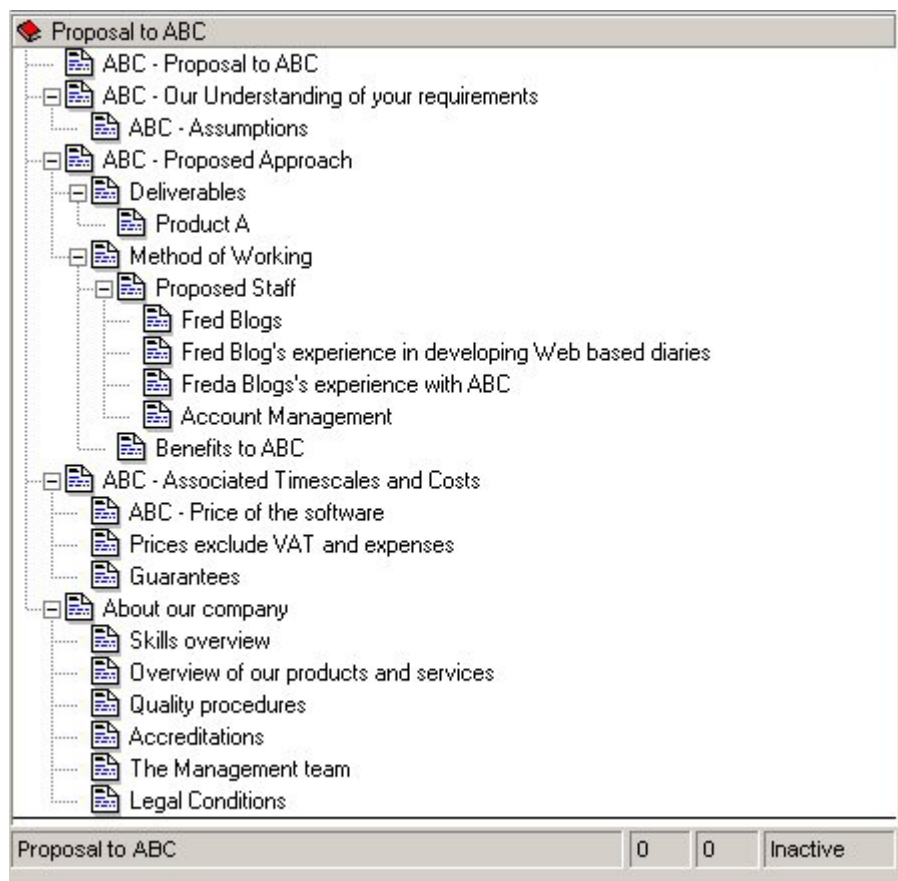 Proposal to ABC
ABC - Proposal to ABC
ABC - Our Understanding of your requirements
ABC - Assumptions
ABC - Proposed Approach
Deliverables
Product A
Method of Working
Proposed Staff
Fred Blogs
Fred Blog's experience in developing Web based diaries
Freda Blogs's experience with ABC
Account Management
Benefits to ABC
ABC - Associated Timescales and Costs
ABC - Price of the software
Prices exclude VAT and expenses
Guarantees
About our company
Skills overview
Overview of our products and services
Quality procedures
Accreditations
The Management team
Legal Conditions
Proposal to ABC 0 0 Inactive